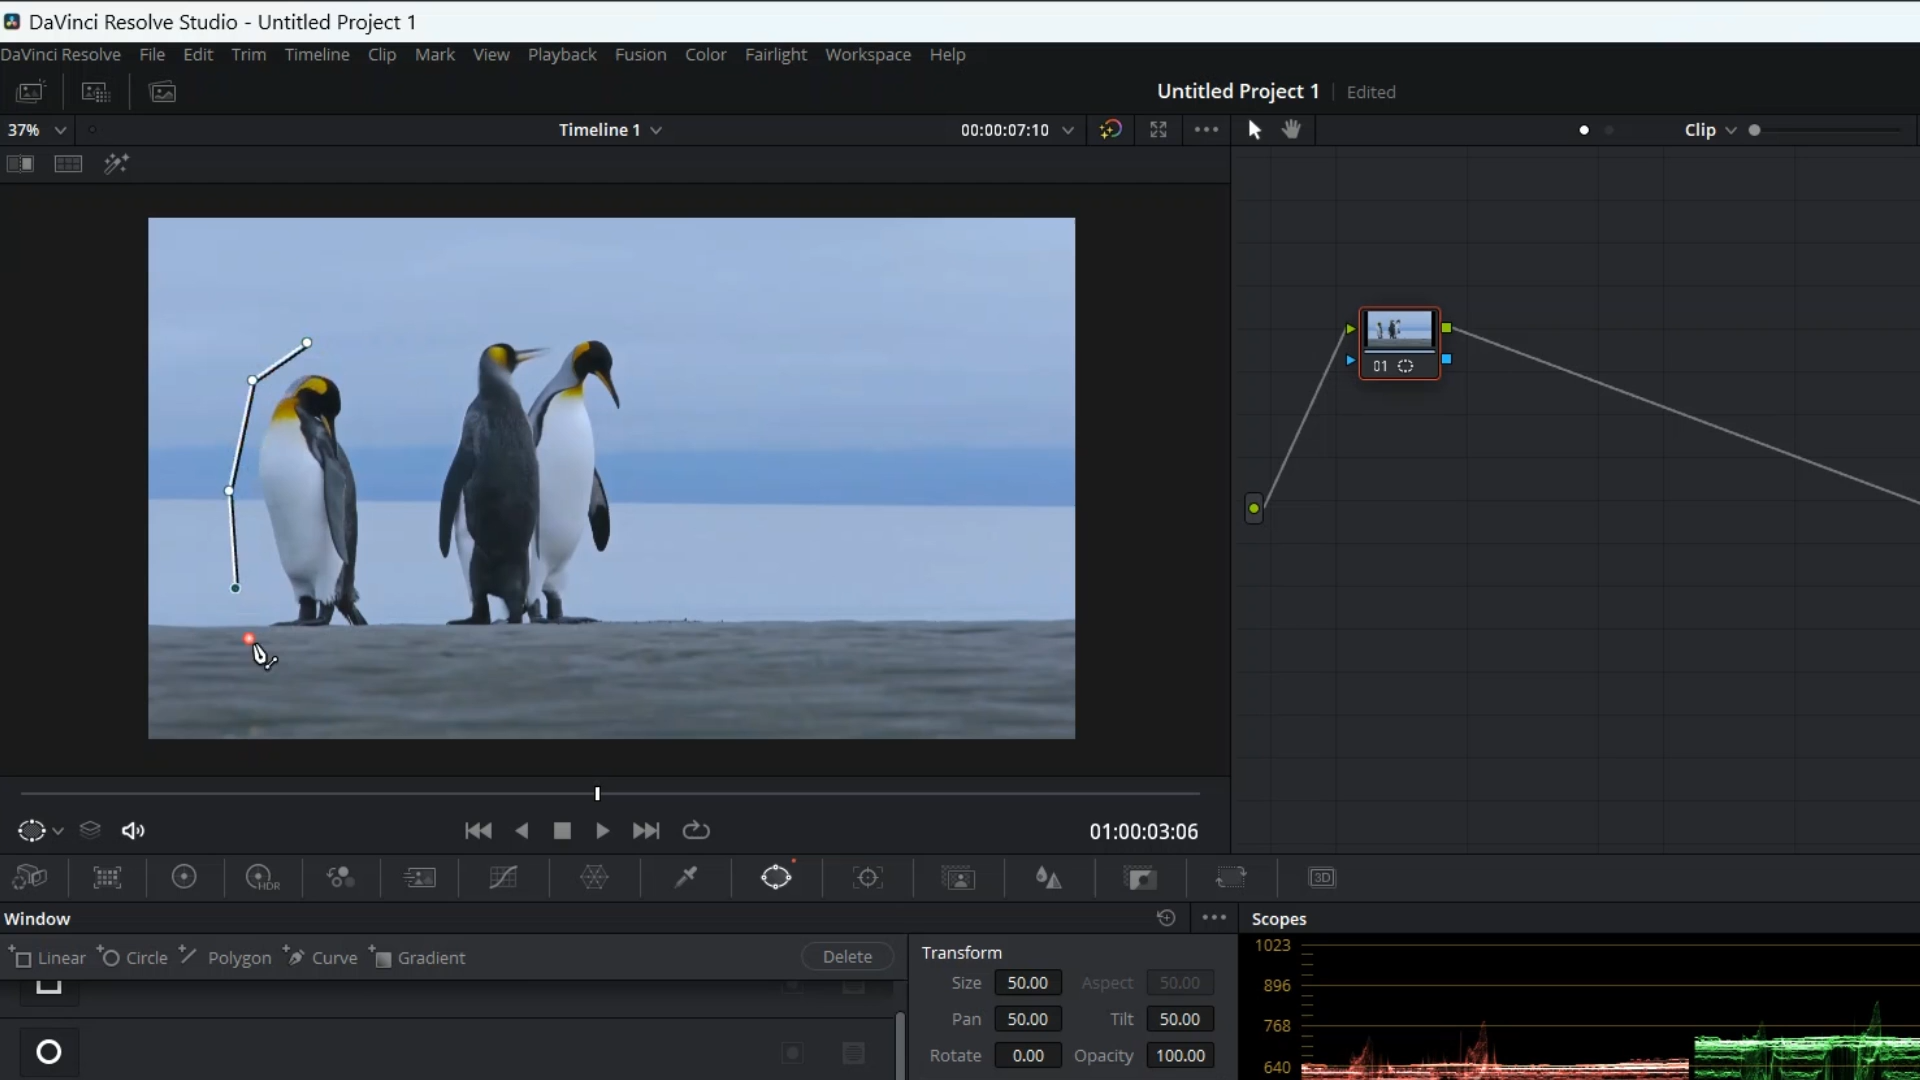 DaVinci Resolve Studio - Untitled Project 1
DaVinci Resolve File Edit Trim Timeline Clip Mark View Playback Fusion Color Fairlight Workspace Help
Untitled Project 1 Edited
37% Timeline 1 00:00:07:10 Clip
01
01:00:03:06
HDR
3D
Window Scopes
Linear Circle Polygon Curve Gradient Delete
Transform
Size 50.00 Aspect 50.00
Pan 50.00 Tilt 50.00
Rotate 0.00 Opacity 100.00
1023
896
768
640